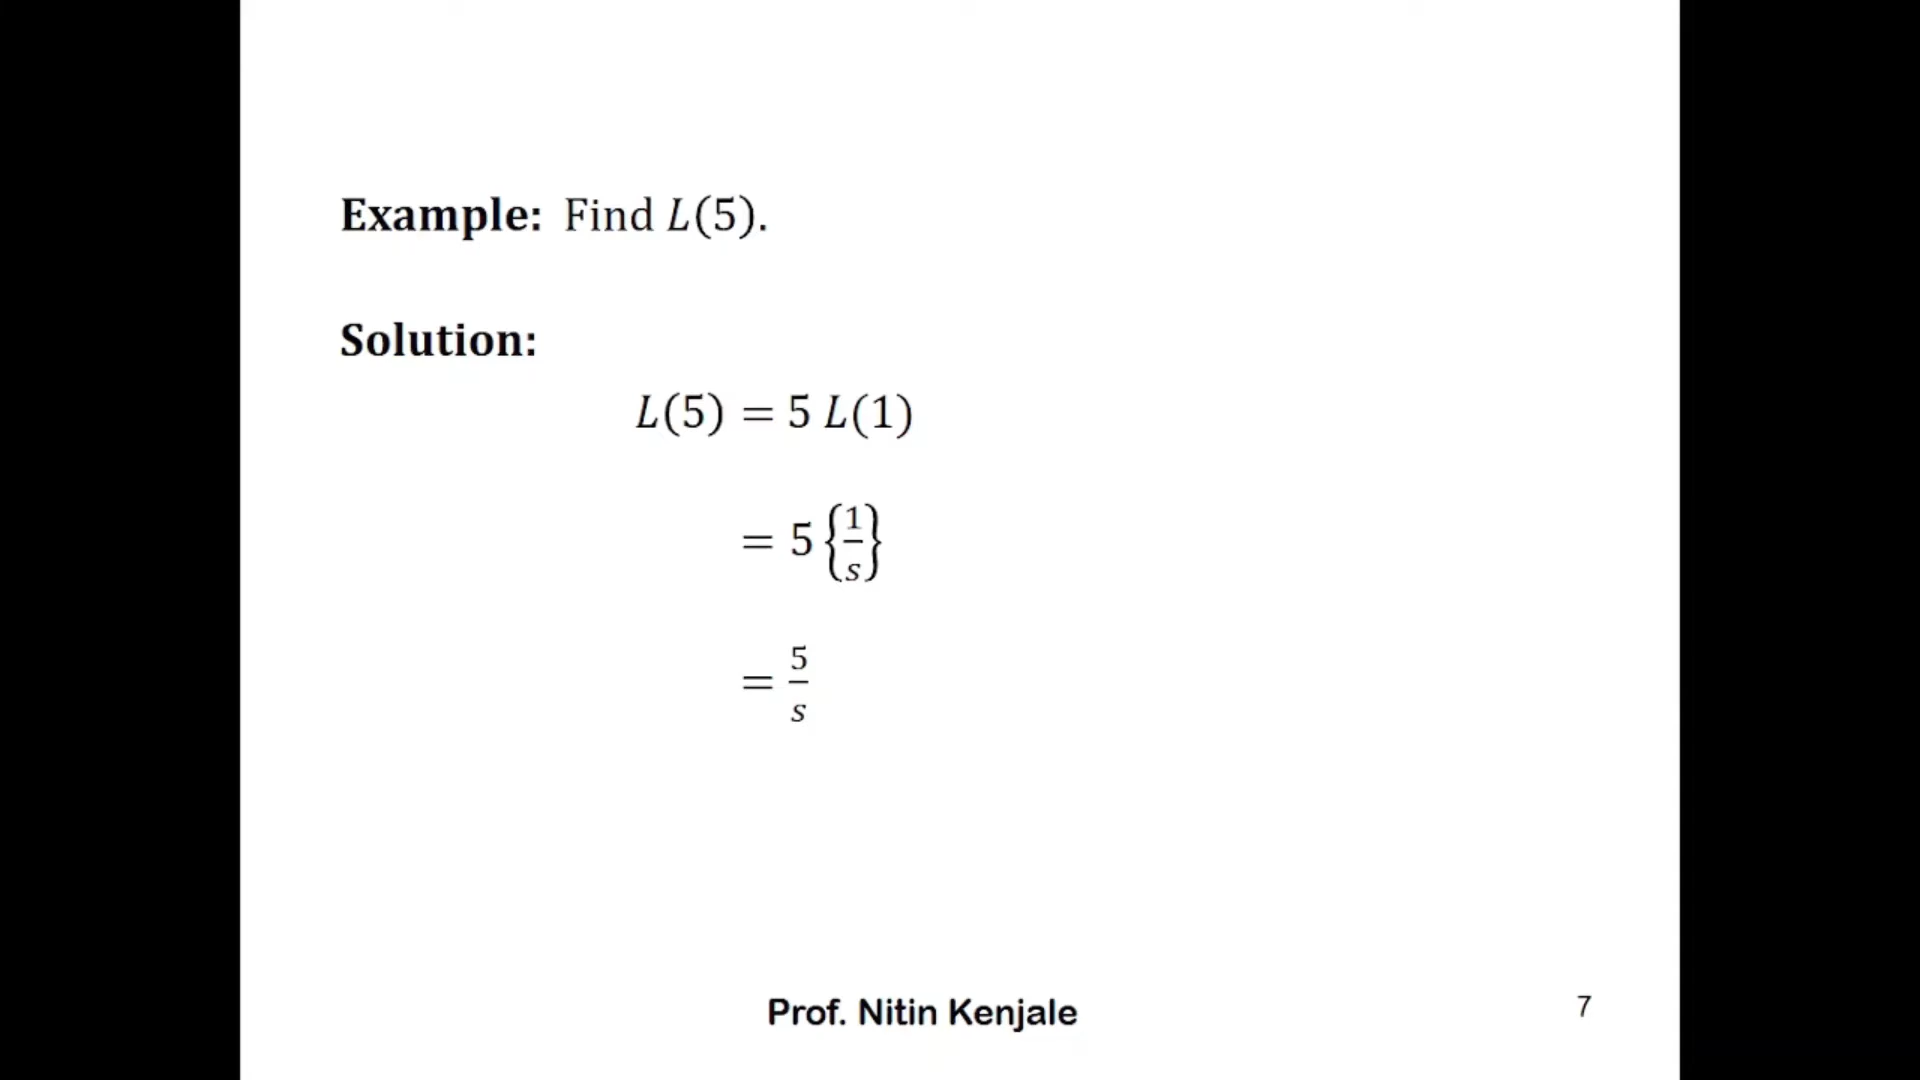 Example: Find L(5).
Solution:
L(5) = 5 L(1)
= 5 {1/s}
= 5/s
Prof. Nitin Kenjale
7